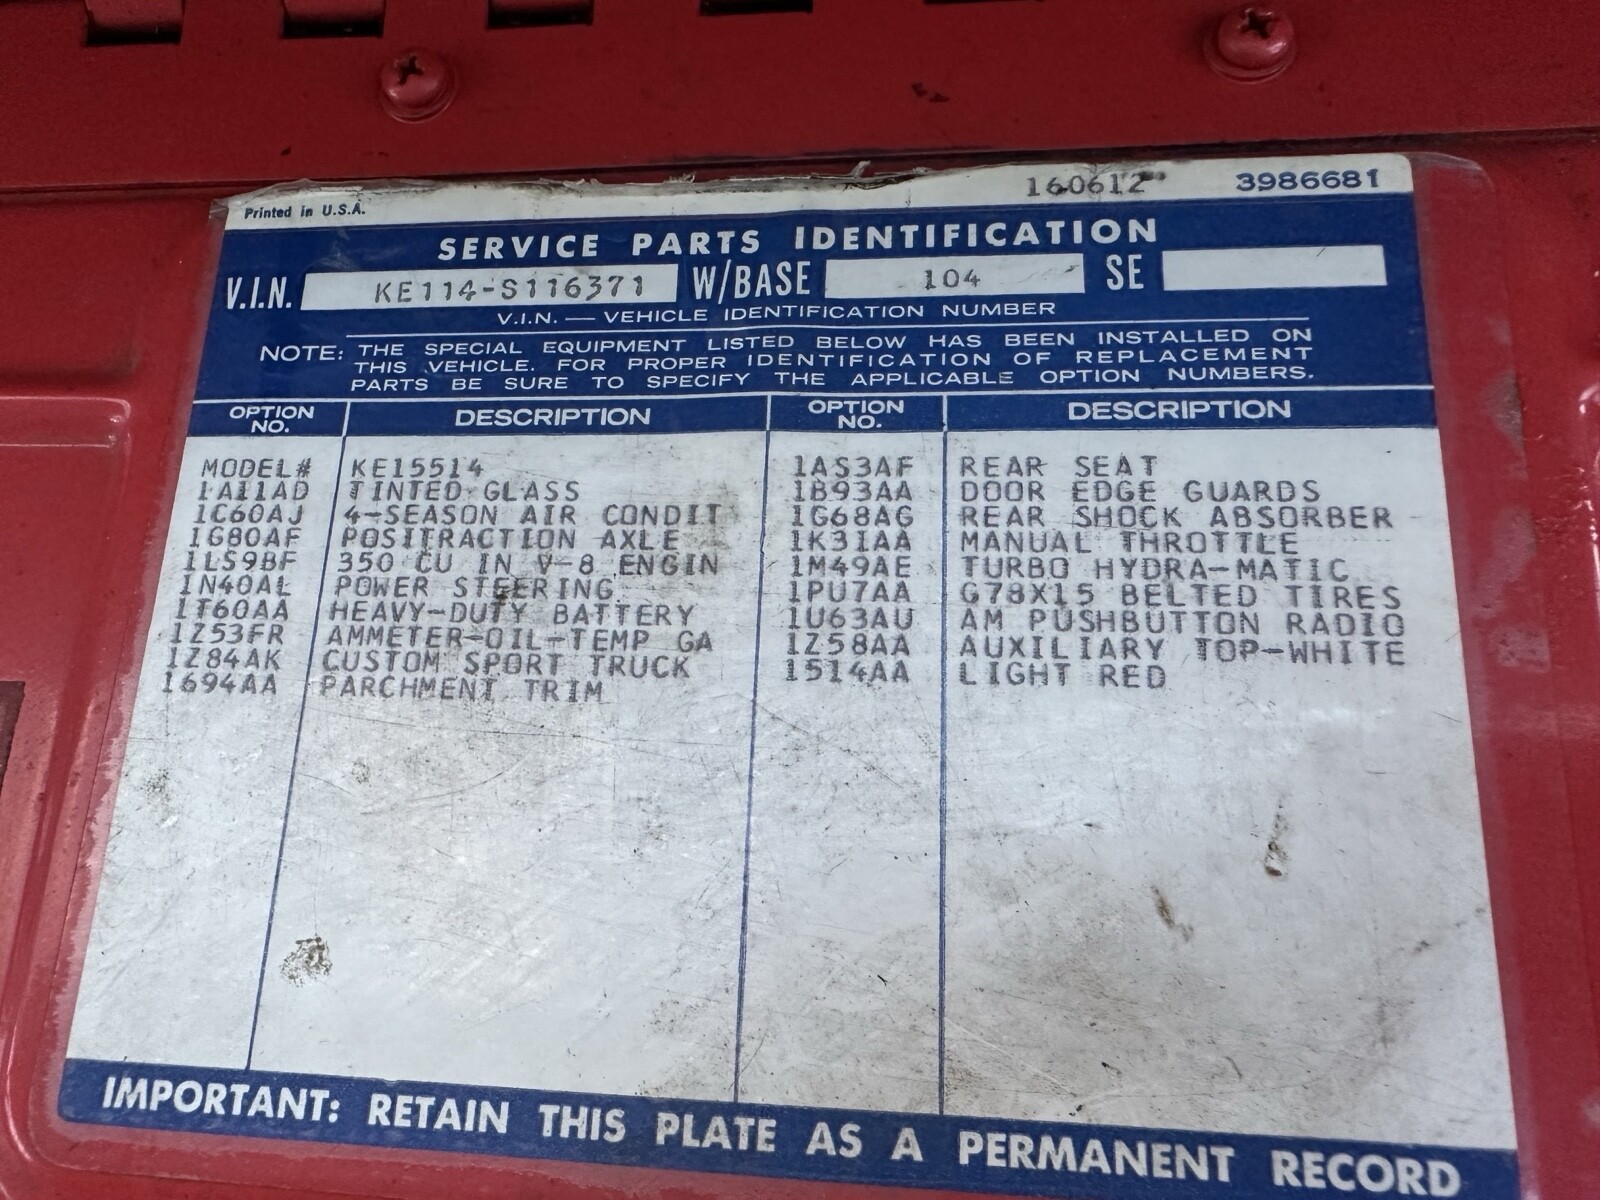 160612 3986681
Printed in U.S.A.
SERVICE PARTS IDENTIFICATION
V.I.N. KE114-S116371 W/BASE 104 SE
V.I.N. — VEHICLE IDENTIFICATION NUMBER
NOTE: THE SPECIAL EQUIPMENT LISTED BELOW HAS BEEN INSTALLED ON
THIS VEHICLE. FOR PROPER IDENTIFICATION OF REPLACEMENT
PARTS BE SURE TO SPECIFY THE APPLICABLE OPTION NUMBERS.
OPTION NO. DESCRIPTION OPTION NO. DESCRIPTION
MODEL# KE15514 1AS3AF REAR SEAT
1A11AD TINTED GLASS 1B93AA DOOR EDGE GUARDS
1C60AJ 4-SEASON AIR CONDIT 1G68AG REAR SHOCK ABSORBER
1G80AF POSITRACTION AXLE 1K31AA MANUAL THROTTLE
1LS9BF 350 CU IN V-8 ENGIN 1M49AE TURBO HYDRA-MATIC
1N40AL POWER STEERING 1PU7AA G78X15 BELTED TIRES
1T60AA HEAVY-DUTY BATTERY 1U63AU AM PUSHBUTTON RADIO
1Z53FR AMMETER-OIL-TEMP GA 1Z58AA AUXILIARY TOP-WHITE
1Z84AK CUSTOM SPORT TRUCK 1514AA LIGHT RED
1694AA PARCHMENT TRIM
IMPORTANT: RETAIN THIS PLATE AS A PERMANENT RECORD